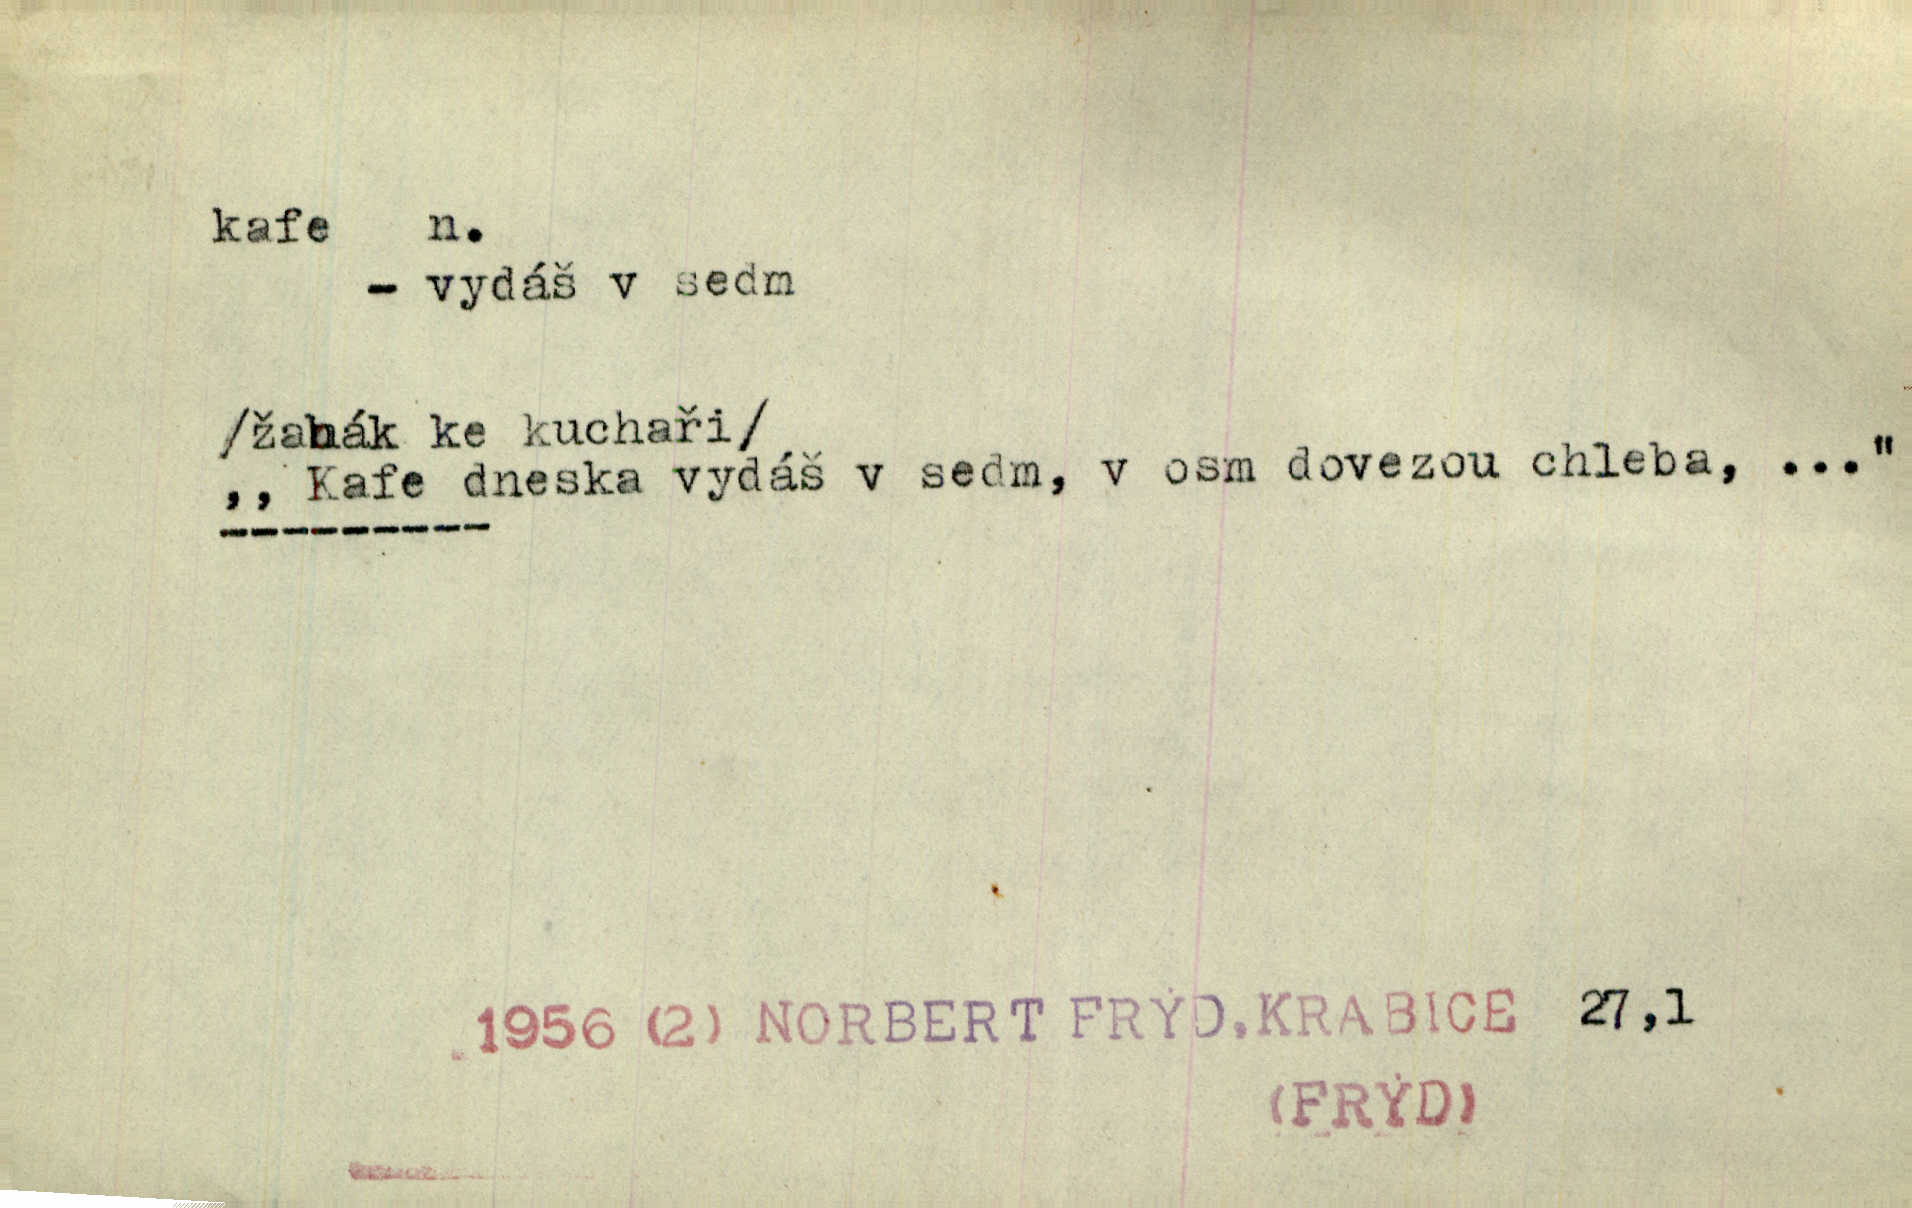 kafe n.
- vydáš v sedm
/žahák ke kuchaři/
,, Kafe dneska vydáš v sedm, v osm dovezou chleba, ..."
----------
1956 (2) NORBERT FRÝD. KRABICE 27,1
(FRÝD)